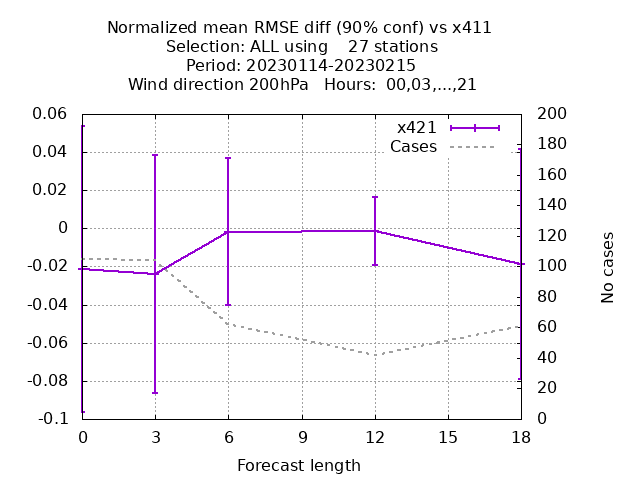 Normalized mean RMSE diff (90% conf) vs x411
Selection: ALL using    27 stations
Period: 20230114-20230215
Wind direction 200hPa   Hours:  00,03,...,21
x421
Cases
0.06
0.04
0.02
0
-0.02
-0.04
-0.06
-0.08
-0.1
200
180
160
140
120
100
80
60
40
20
0
No cases
0 3 6 9 12 15 18
Forecast length